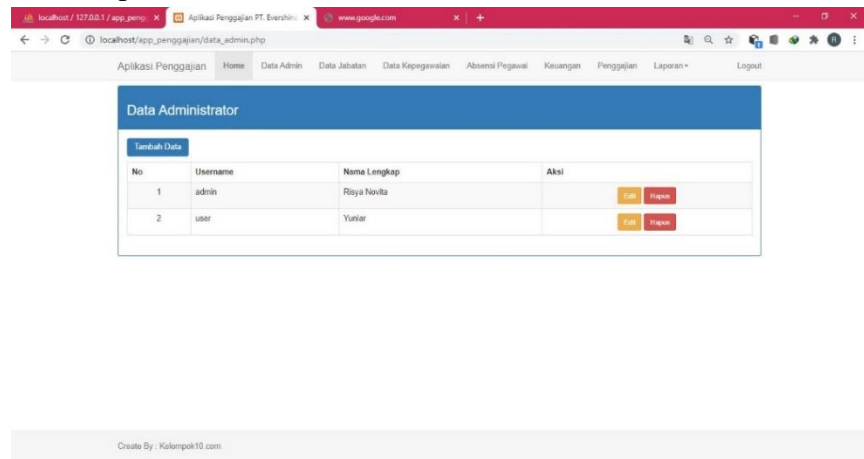 localhost / 127.0.0.1 / app_peng
Aplikasi Penggajian PT. Evershine
www.google.com
localhost/app_penggajian/data_admin.php
Aplikasi Penggajian Home Data Admin Data Jabatan Data Kepegawaian Absensi Pegawai Keuangan Penggajian Laporan Logout
Data Administrator
Tambah Data
No Username Nama Lengkap Aksi
1 admin Risya Novita Edit Hapus
2 user Yuniar Edit Hapus
Create By : Kelompok10.com